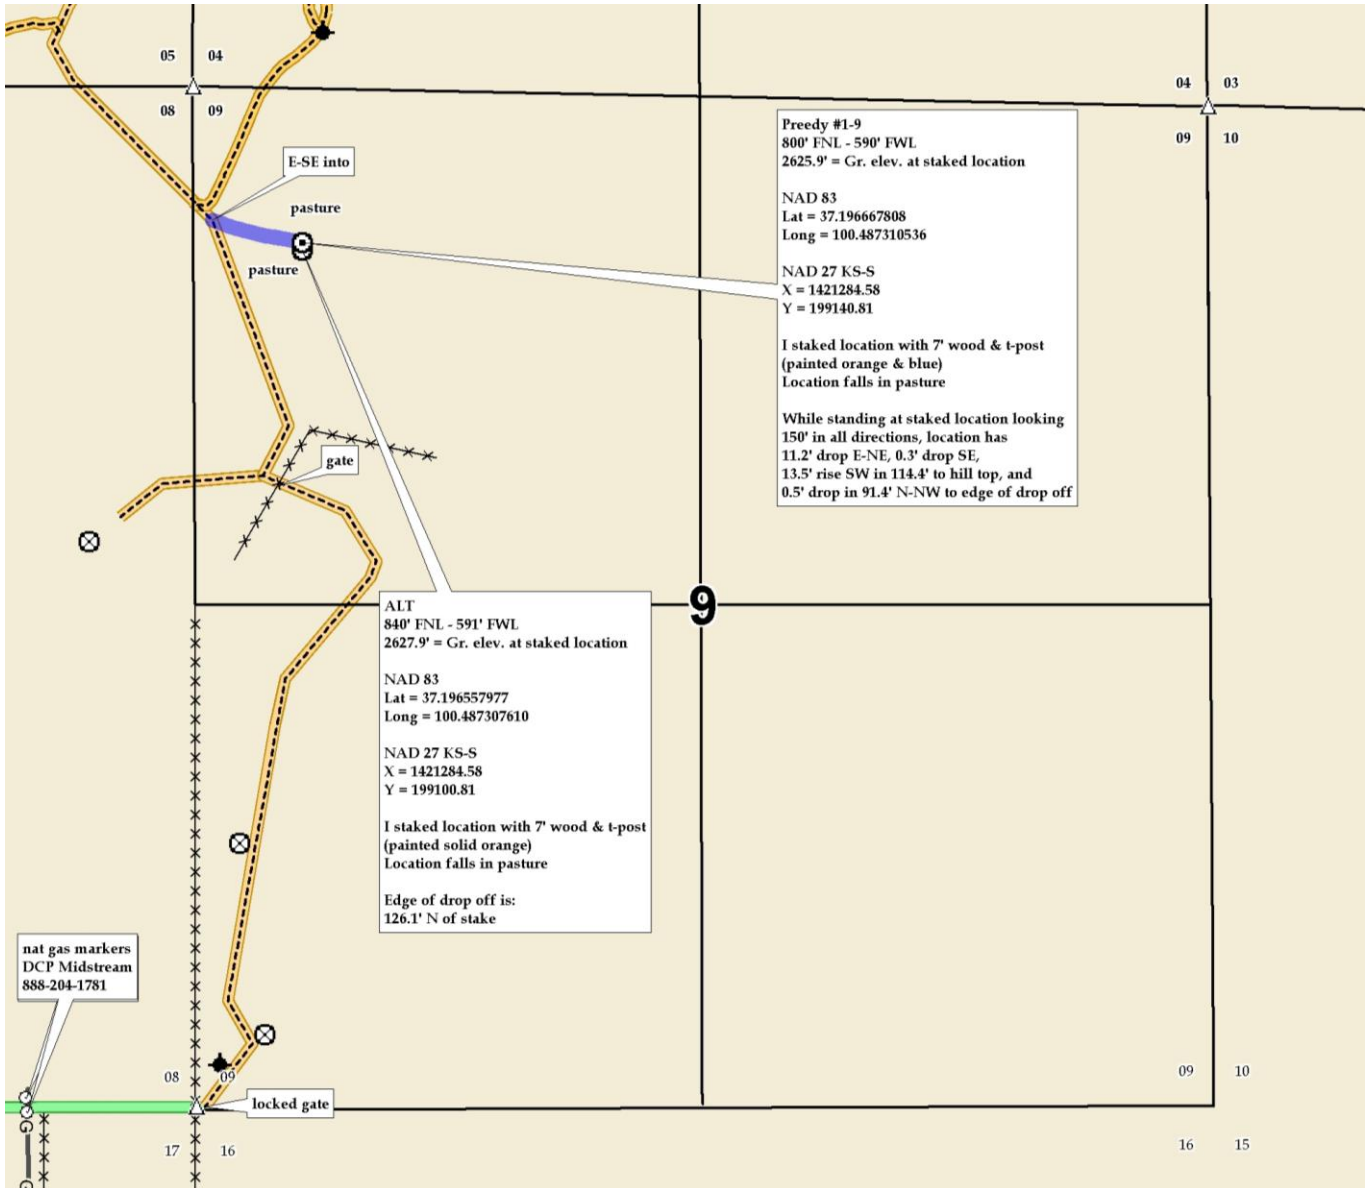 05 04
04 03
08 09
09 10
Preedy #1-9
800' FNL - 590' FWL
2625.9' = Gr. elev. at staked location
NAD 83
Lat = 37.196667808
Long = 100.487310536
NAD 27 KS-S
X = 1421284.58
Y = 199140.81
I staked location with 7' wood & t-post
(painted orange & blue)
Location falls in pasture
While standing at staked location looking
150' in all directions, location has
11.2' drop E-NE, 0.3' drop SE,
13.5' rise SW in 114.4' to hill top, and
0.5' drop in 91.4' N-NW to edge of drop off
E-SE into
pasture
pasture
gate
9
ALT
840' FNL - 591' FWL
2627.9' = Gr. elev. at staked location
NAD 83
Lat = 37.196557977
Long = 100.487307610
NAD 27 KS-S
X = 1421284.58
Y = 199100.81
I staked location with 7' wood & t-post
(painted solid orange)
Location falls in pasture
Edge of drop off is:
126.1' N of stake
nat gas markers
DCP Midstream
888-204-1781
08 09
09 10
locked gate
G
17 16
16 15
G